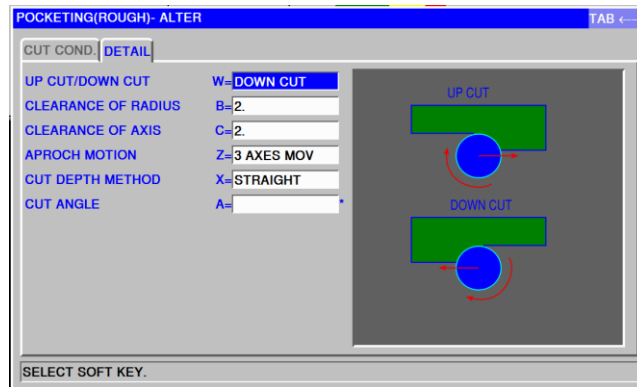 POCKETING(ROUGH)- ALTER TAB ←
CUT COND. DETAIL
UP CUT/DOWN CUT W=DOWN CUT
CLEARANCE OF RADIUS B=2.
CLEARANCE OF AXIS C=2.
APROCH MOTION Z=3 AXES MOV
CUT DEPTH METHOD X=STRAIGHT
CUT ANGLE A= *
UP CUT
DOWN CUT
SELECT SOFT KEY.